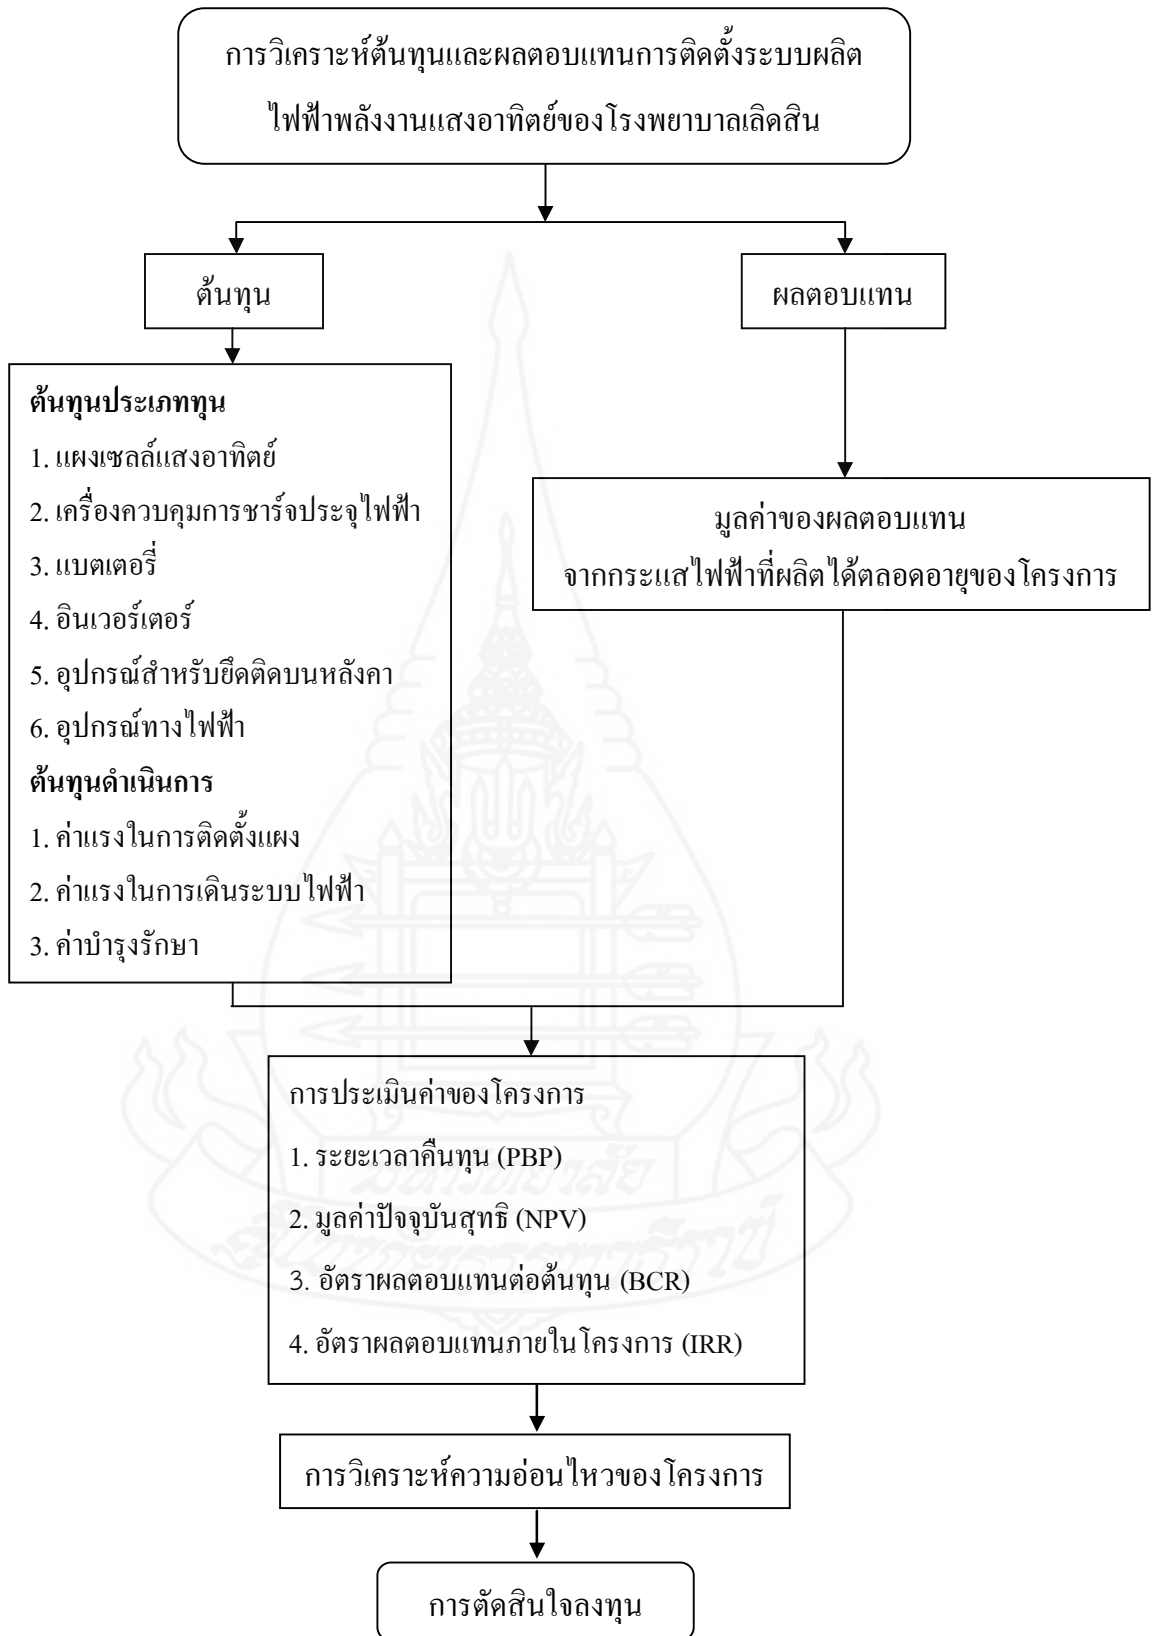 การวิเคราะห์ต้นทุนและผลตอบแทนการติดตั้งระบบผลิต
ไฟฟ้าพลังงานแสงอาทิตย์ของโรงพยาบาลเลิดสิน
ต้นทุน
ผลตอบแทน
ต้นทุนประเภททุน
1. แผงเซลล์แสงอาทิตย์
2. เครื่องควบคุมการชาร์จประจุไฟฟ้า
3. แบตเตอรี่
4. อินเวอร์เตอร์
5. อุปกรณ์สำหรับยึดติดบนหลังคา
6. อุปกรณ์ทางไฟฟ้า
ต้นทุนดำเนินการ
1. ค่าแรงในการติดตั้งแผง
2. ค่าแรงในการเดินระบบไฟฟ้า
3. ค่าบำรุงรักษา
มูลค่าของผลตอบแทน
จากกระแสไฟฟ้าที่ผลิตได้ตลอดอายุของโครงการ
การประเมินค่าของโครงการ
1. ระยะเวลาคืนทุน (PBP)
2. มูลค่าปัจจุบันสุทธิ (NPV)
3. อัตราผลตอบแทนต่อต้นทุน (BCR)
4. อัตราผลตอบแทนภายในโครงการ (IRR)
มหาวิทยาลัย
สุโขทัยธรรมาธิราช
การวิเคราะห์ความอ่อนไหวของโครงการ
การตัดสินใจลงทุน